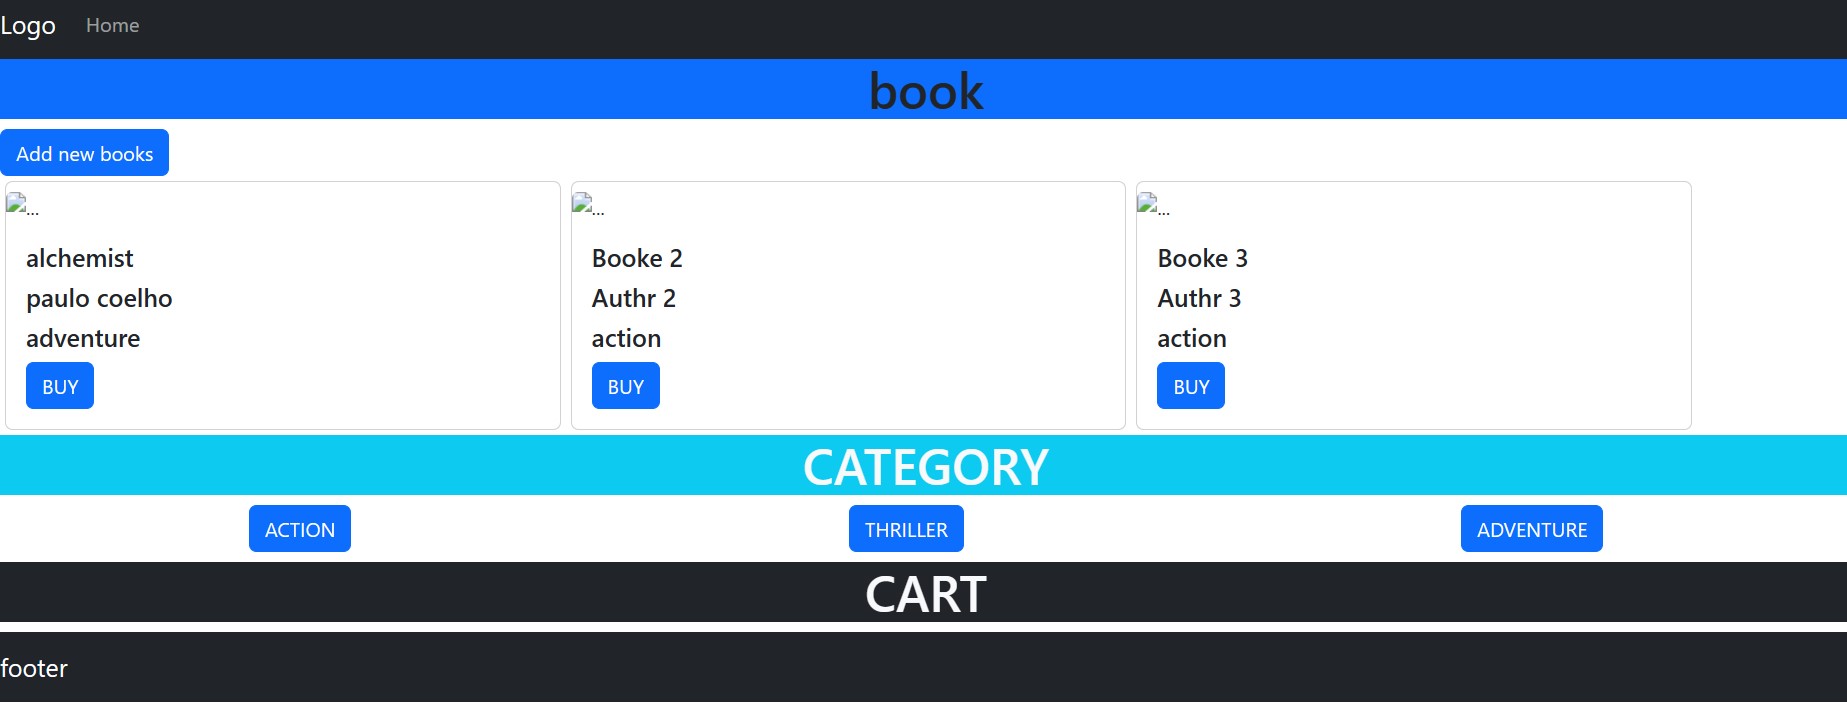 Logo Home
book
Add new books
... ... ...
alchemist Booke 2 Booke 3
paulo coelho Authr 2 Authr 3
adventure action action
BUY BUY BUY
CATEGORY
ACTION THRILLER ADVENTURE
CART
footer